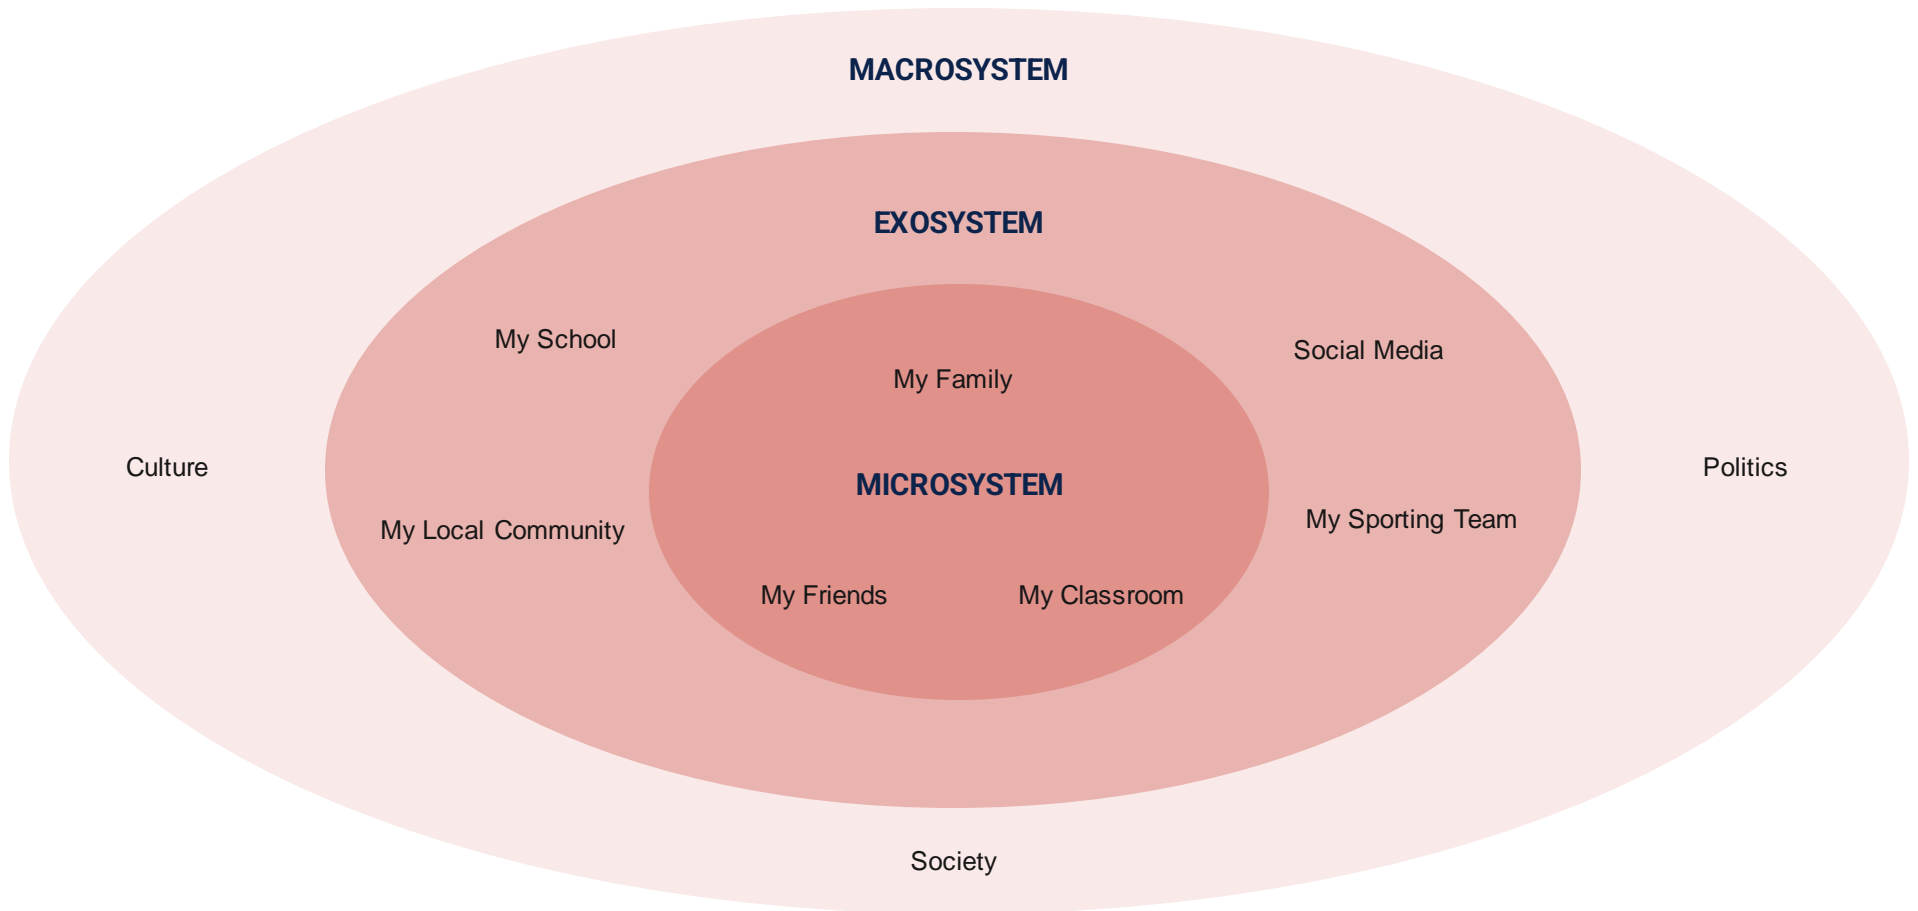 MACROSYSTEM
EXOSYSTEM
My School
Social Media
My Family
Culture
Politics
MICROSYSTEM
My Local Community
My Sporting Team
My Friends
My Classroom
Society